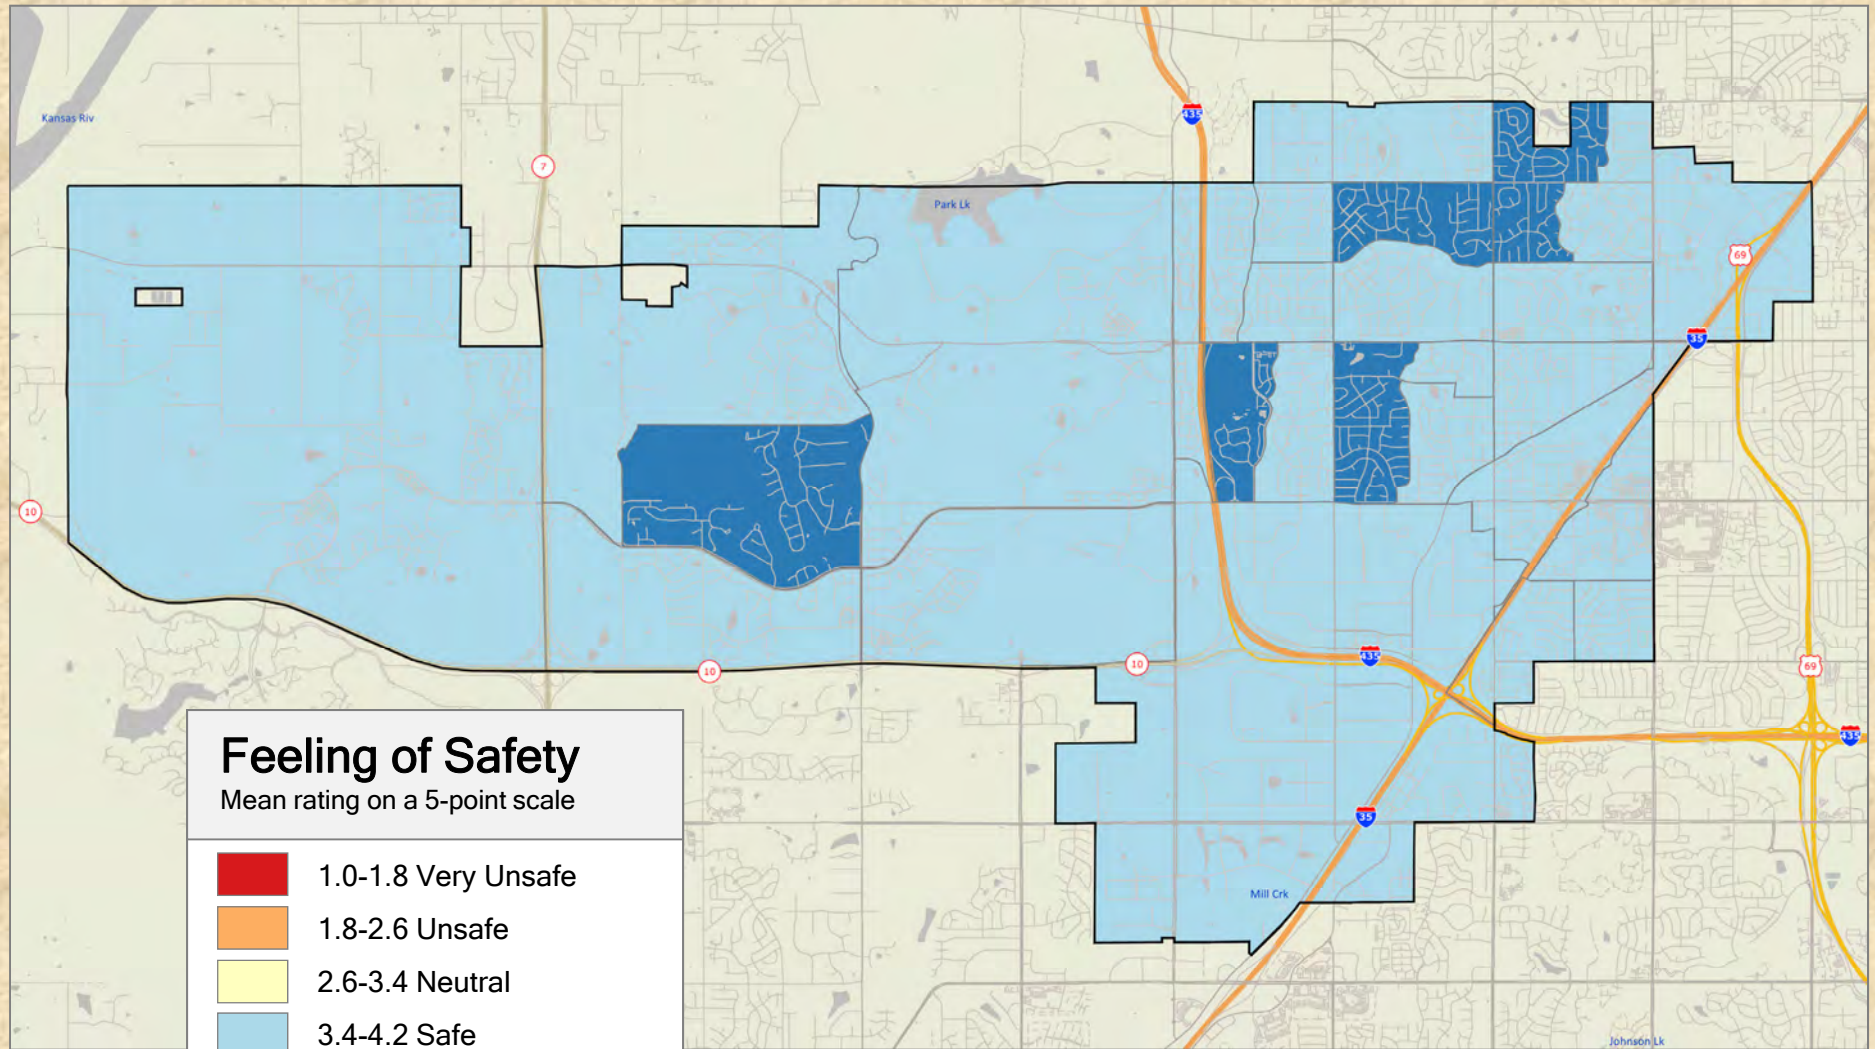 Kansas Riv
435
7
Park Lk
69
35
10
10
10
435
69
435
35
Mill Crk
Johnson Lk
Feeling of Safety
Mean rating on a 5-point scale
1.0-1.8 Very Unsafe
1.8-2.6 Unsafe
2.6-3.4 Neutral
3.4-4.2 Safe